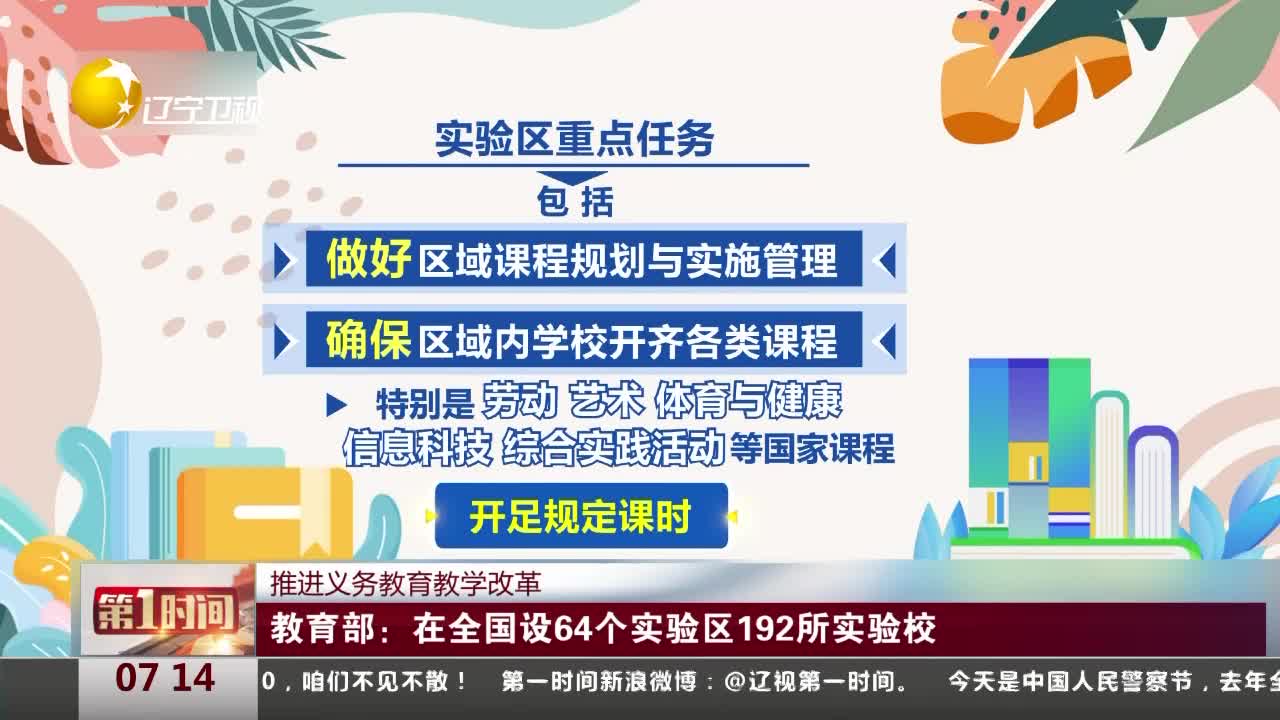 辽宁卫视
实验区重点任务
包括
做好区域课程规划与实施管理
确保区域内学校开齐各类课程
特别是 劳动 艺术 体育与健康
信息科技 综合实践活动 等国家课程
开足规定课时
第1时间
推进义务教育教学改革
教育部：在全国设64个实验区192所实验校
07 14
0，咱们不见不散！ 第一时间新浪微博：@辽视第一时间。 今天是中国人民警察节，去年全